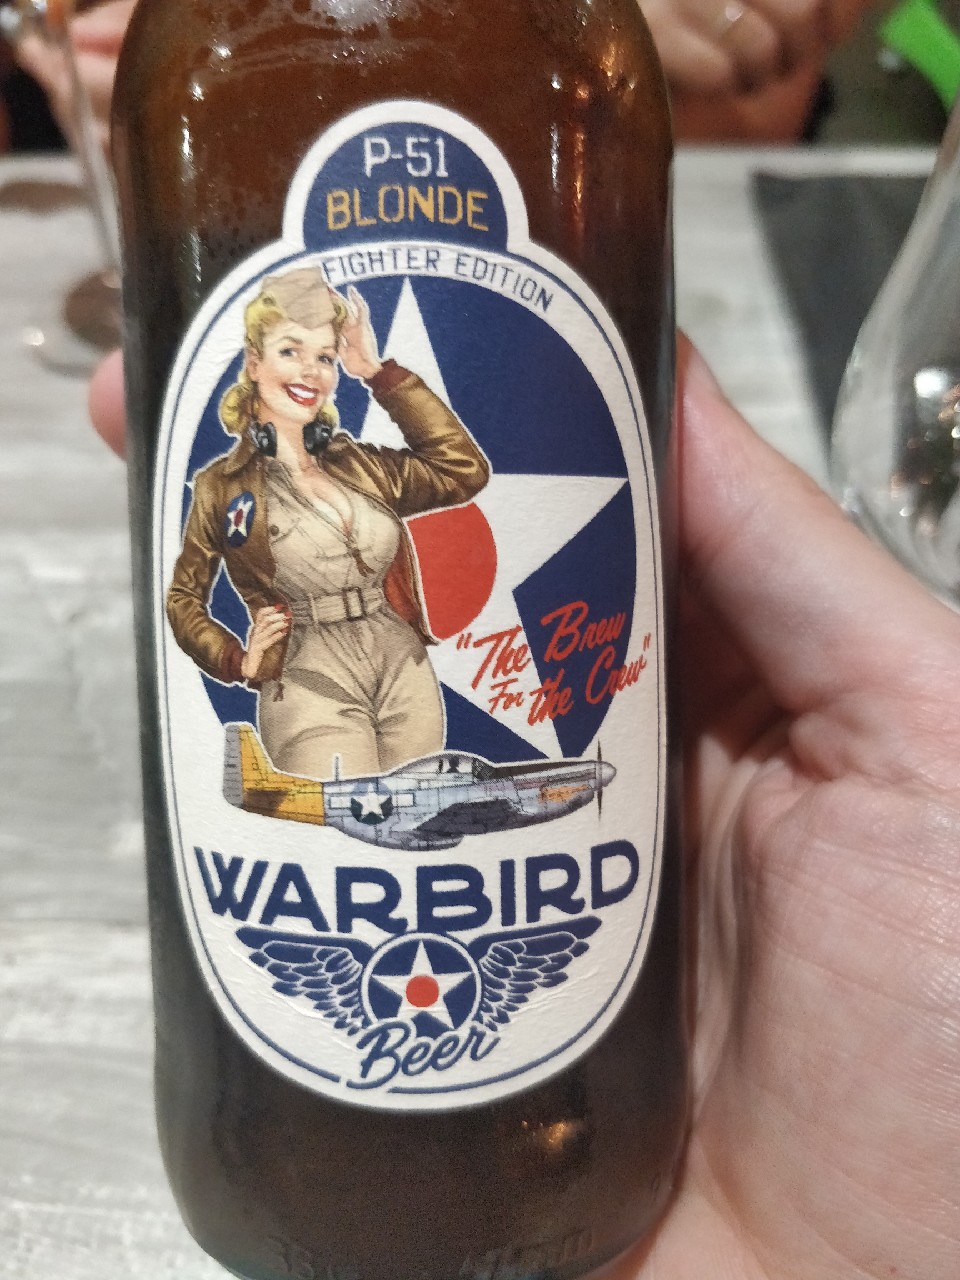 P-51
BLONDE
FIGHTER EDITION
"The Brew
For the Crew"
WARBIRD
Beer